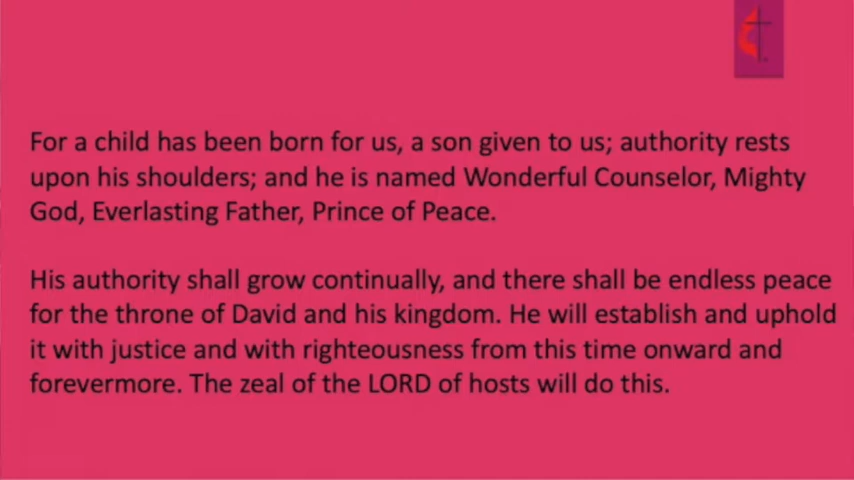 For a child has been born for us, a son given to us; authority rests
upon his shoulders; and he is named Wonderful Counselor, Mighty
God, Everlasting Father, Prince of Peace.
His authority shall grow continually, and there shall be endless peace
for the throne of David and his kingdom. He will establish and uphold
it with justice and with righteousness from this time onward and
forevermore. The zeal of the LORD of hosts will do this.